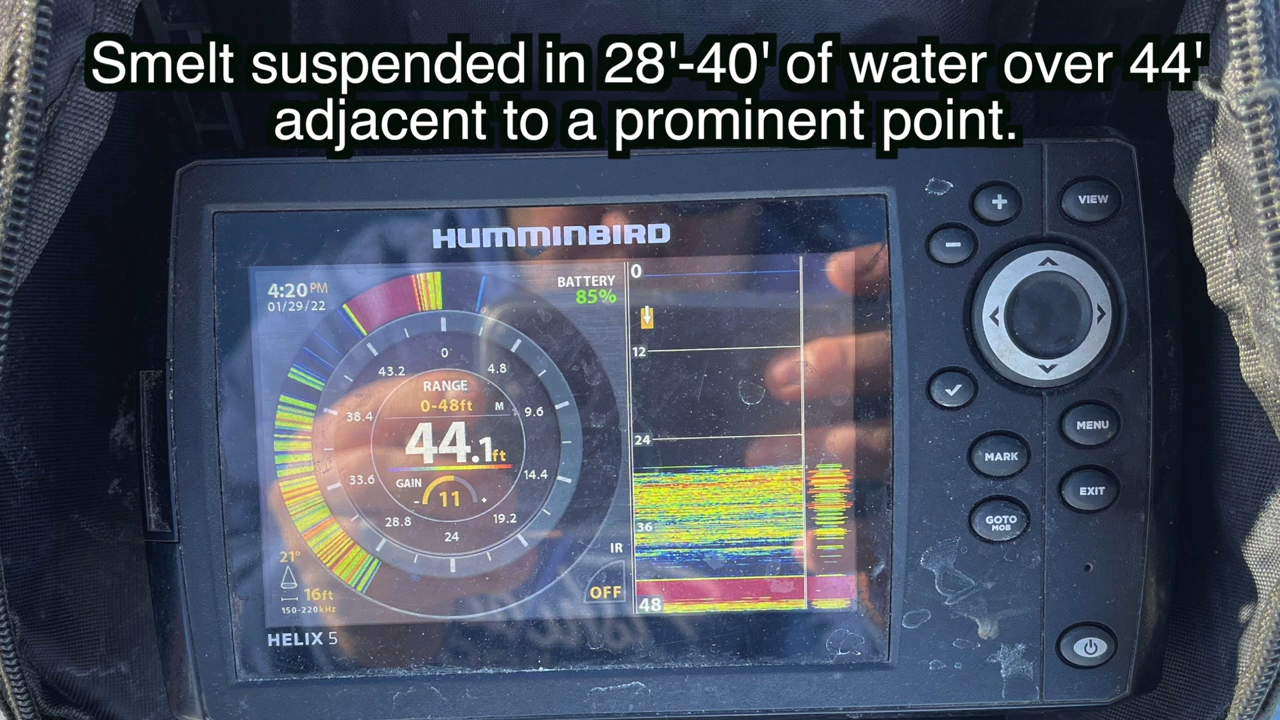 Smelt suspended in 28'-40' of water over 44'
adjacent to a prominent point.
HUMMINBIRD
4:20 PM
01/29/22
BATTERY
85%
0
4.8
9.6
14.4
19.2
24
28.8
33.6
38.4
43.2
RANGE
0-48ft
M
44.1ft
GAIN
- 11 +
21°
16ft
150-220kHz
IR
OFF
0
12
24
36
48
HELIX 5
+
-
VIEW
MENU
MARK
EXIT
GOTO
MOB